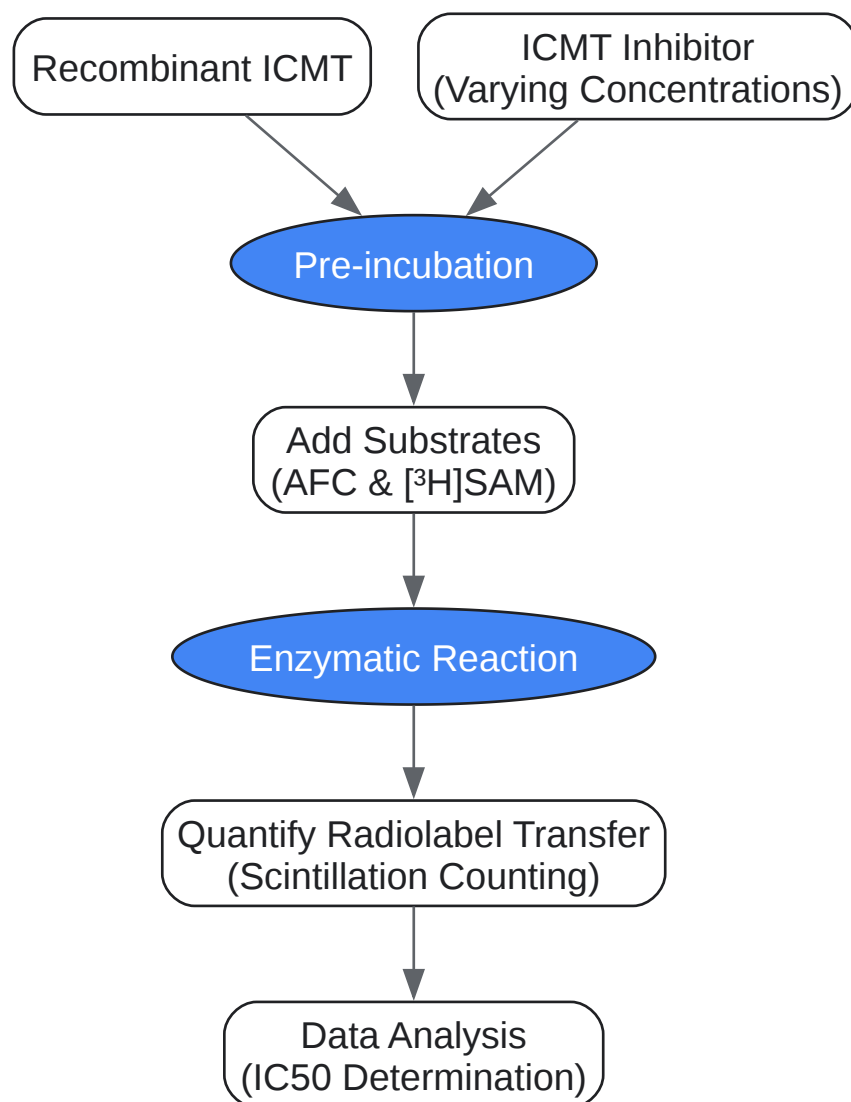 Recombinant ICMT
ICMT Inhibitor
(Varying Concentrations)
Pre-incubation
Add Substrates
(AFC & [³H]SAM)
Enzymatic Reaction
Quantify Radiolabel Transfer
(Scintillation Counting)
Data Analysis
(IC50 Determination)